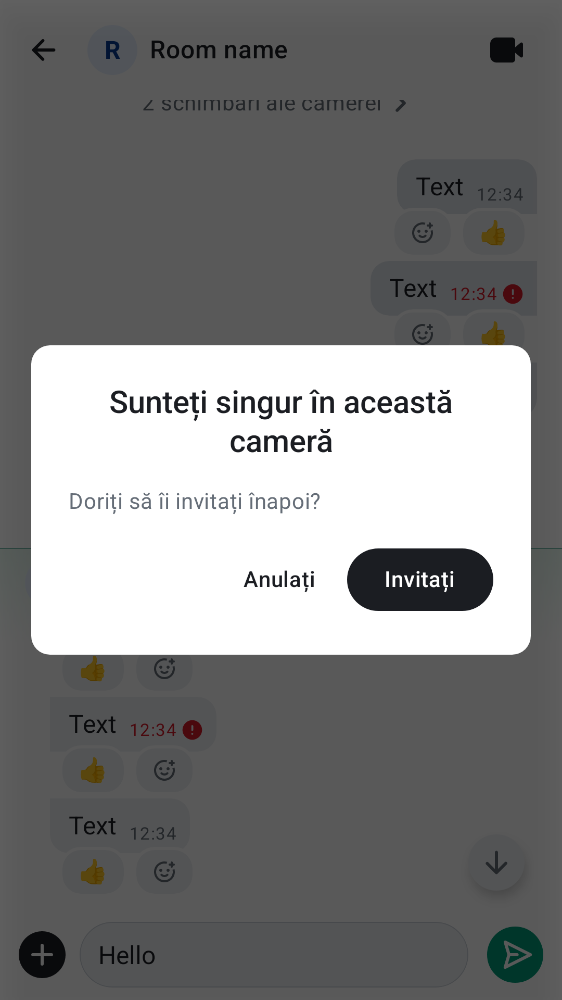 R Room name
2 schimbări ale camerei
Text 12:34
Text 12:34
Sunteți singur în această
cameră
Doriți să îi invitați înapoi?
Anulați Invitați
Text 12:34
Text 12:34
Hello